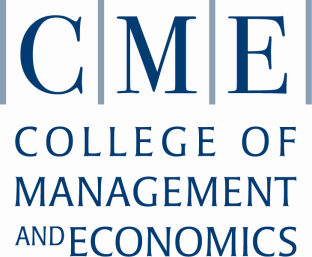 CME
COLLEGE OF
MANAGEMENT
AND ECONOMICS